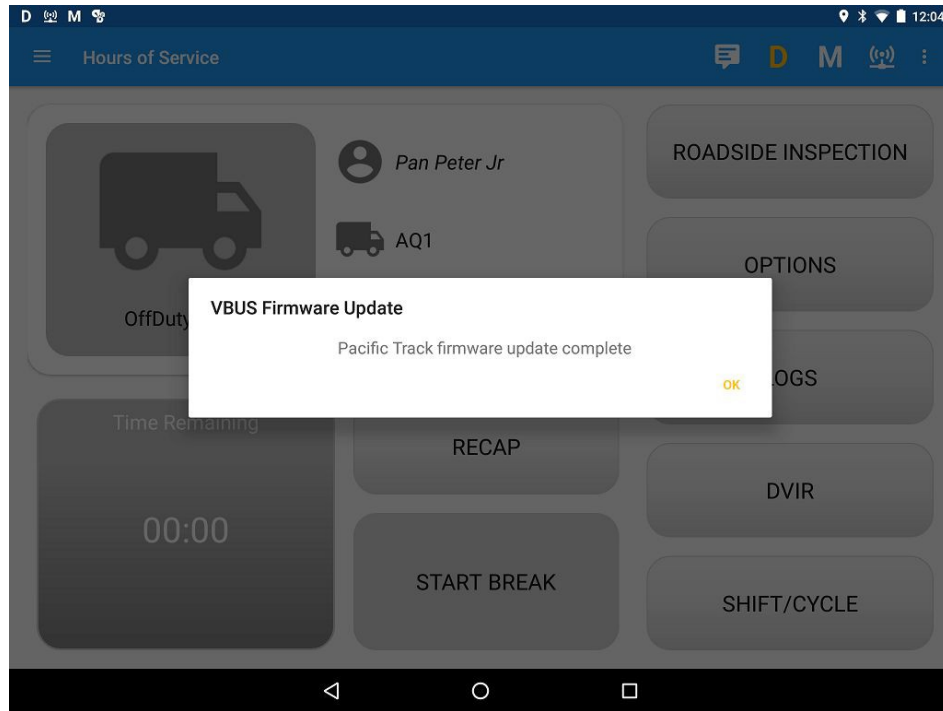 D M 12:04
Hours of Service D M
Pan Peter Jr
AQ1
OffDuty
VBUS Firmware Update
Pacific Track firmware update complete
OK
Time Remaining
00:00
RECAP
START BREAK
ROADSIDE INSPECTION
OPTIONS
LOGS
DVIR
SHIFT/CYCLE